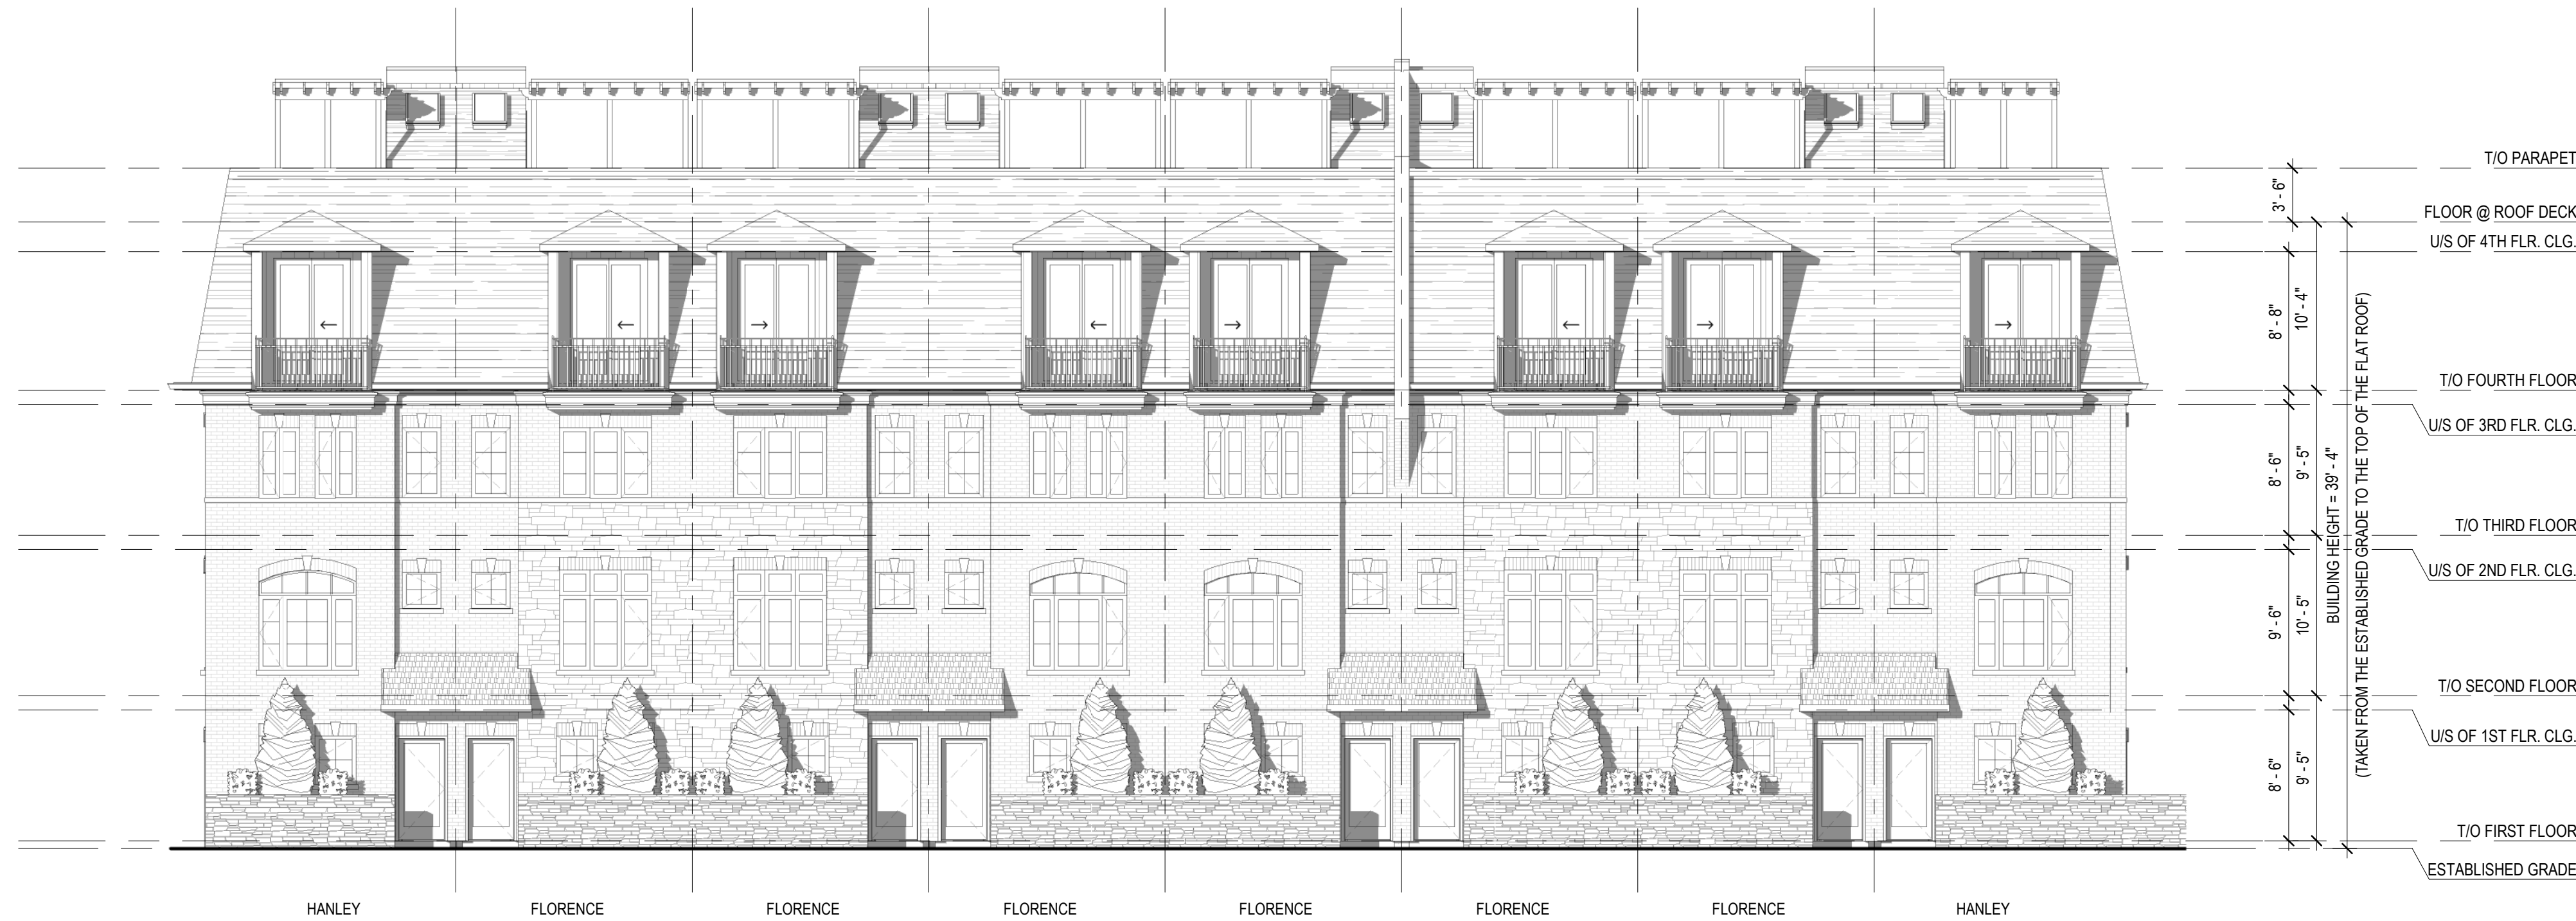 T/O PARAPET
3' - 6"
FLOOR @ ROOF DECK
U/S OF 4TH FLR. CLG.
8' - 8"
10' - 4"
T/O FOURTH FLOOR
U/S OF 3RD FLR. CLG.
8' - 6"
9' - 5"
BUILDING HEIGHT = 39' - 4"
(TAKEN FROM THE ESTABLISHED GRADE TO THE TOP OF THE FLAT ROOF)
T/O THIRD FLOOR
U/S OF 2ND FLR. CLG.
9' - 6"
10' - 5"
T/O SECOND FLOOR
U/S OF 1ST FLR. CLG.
8' - 6"
9' - 5"
T/O FIRST FLOOR
ESTABLISHED GRADE
HANLEY
FLORENCE
FLORENCE
FLORENCE
FLORENCE
FLORENCE
FLORENCE
HANLEY